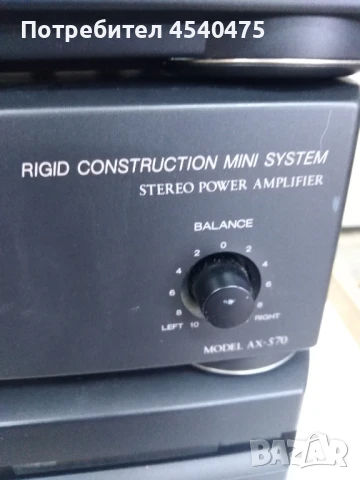 Потребител 4540475
RIGID CONSTRUCTION MINI SYSTEM
STEREO POWER AMPLIFIER
BALANCE
2 0 2
4 4
6 6
8 8
LEFT 10 RIGHT
MODEL AX-570
BAZAR